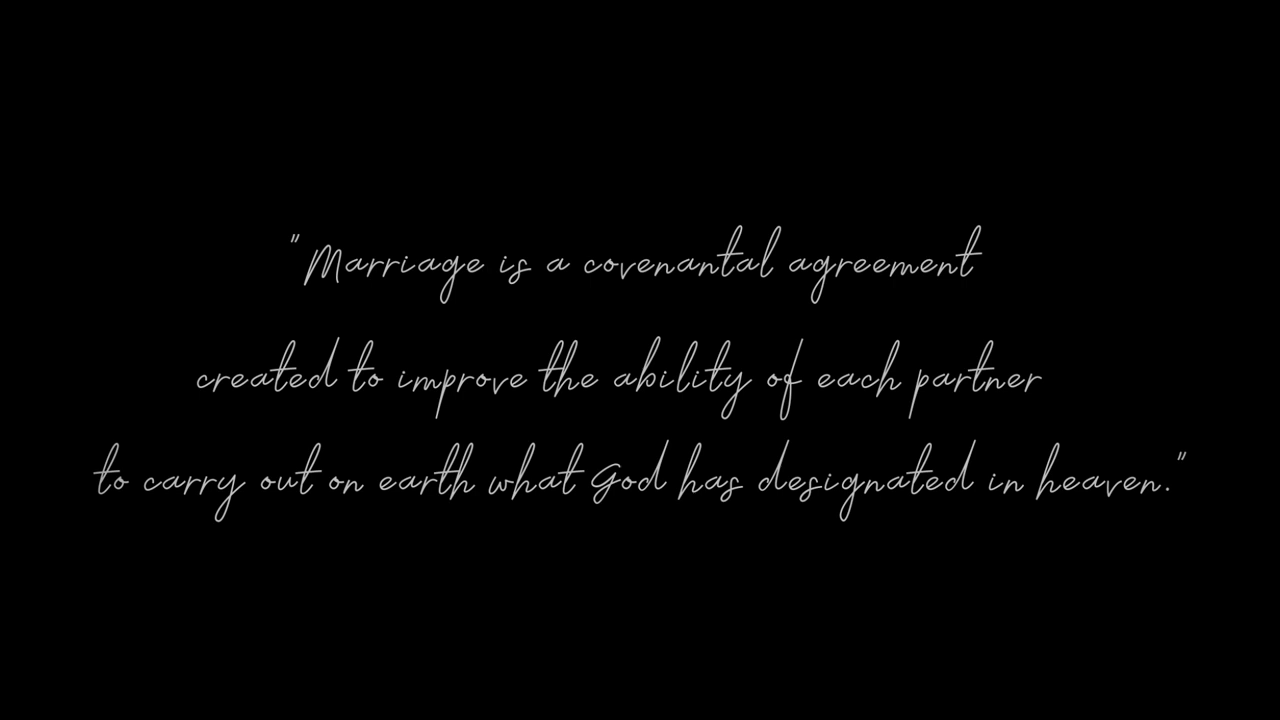 "Marriage is a covenantal agreement
created to improve the ability of each partner
to carry out on earth what God has designated in heaven."